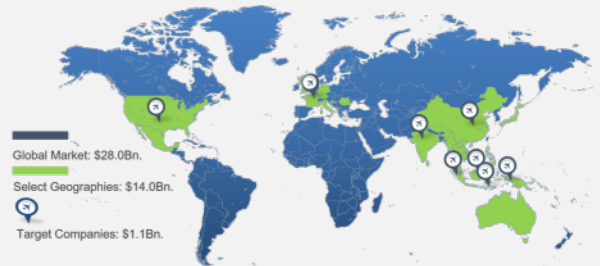 Global Market: $28.0Bn.
Select Geographies: $14.0Bn.
Target Companies: $1.1Bn.